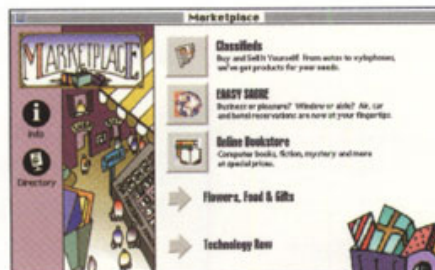 Marketplace
MARKETPLACE
Info
Directory
Classifieds
Buy and Sell It Yourself! From autos to xylophones,
we've got products for your needs.
EAASY SABRE
Business or pleasure? Window or aisle? Air, car
and hotel reservations are now at your fingertips.
Online Bookstore
Computer books, fiction, mystery and more
at special prices.
Flowers, Food & Gifts
Technology Now